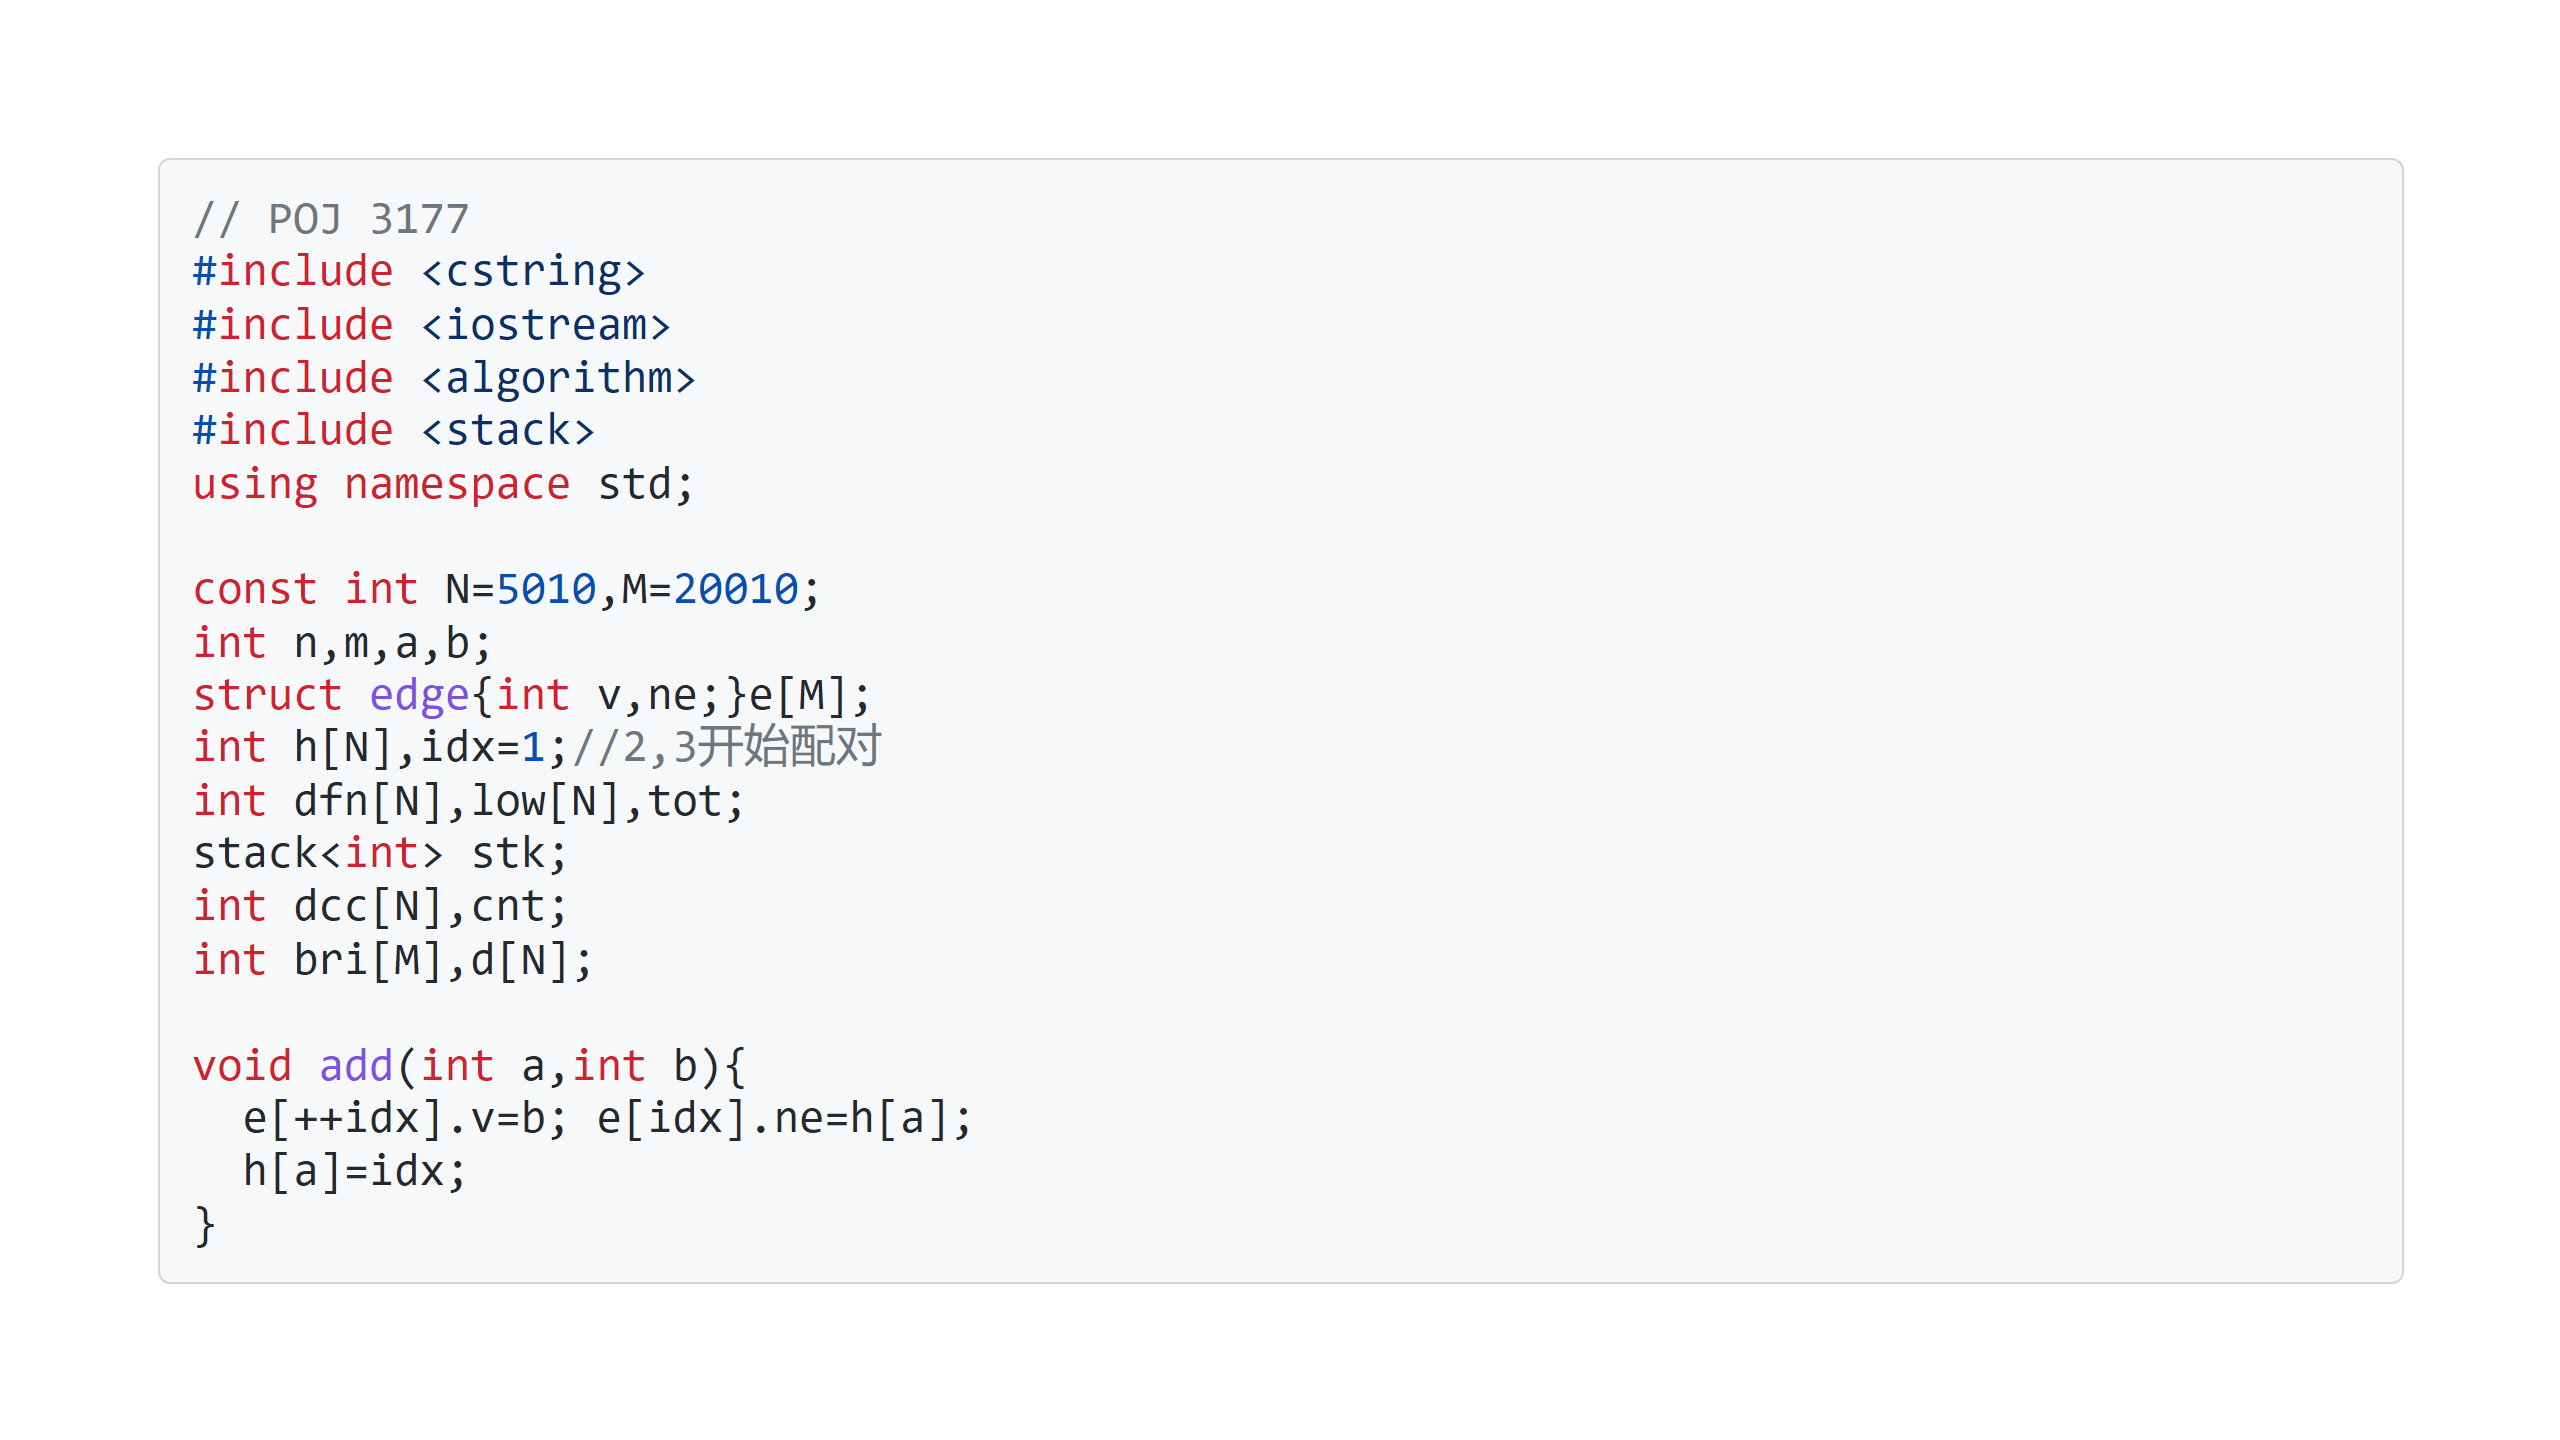 // POJ 3177
#include <cstring>
#include <iostream>
#include <algorithm>
#include <stack>
using namespace std;

const int N=5010,M=20010;
int n,m,a,b;
struct edge{int v,ne;}e[M];
int h[N],idx=1;//2,3开始配对
int dfn[N],low[N],tot;
stack<int> stk;
int dcc[N],cnt;
int bri[M],d[N];

void add(int a,int b){
  e[++idx].v=b; e[idx].ne=h[a];
  h[a]=idx;
}